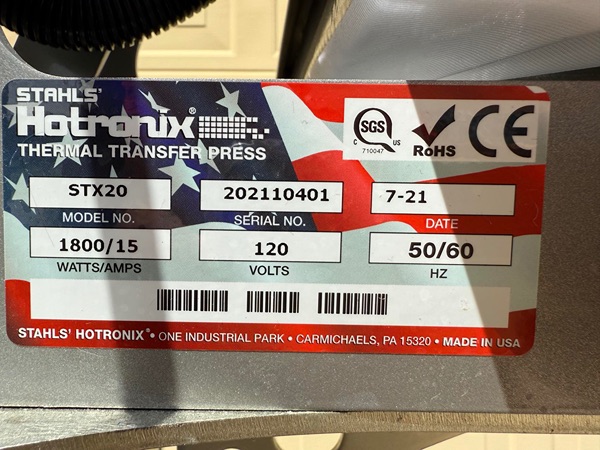 STAHLS'
Hotronix®
THERMAL TRANSFER PRESS
SGS
C US
710047
RoHS
CE
STX20
202110401
7-21
MODEL NO.
SERIAL NO.
DATE
1800/15
120
50/60
WATTS/AMPS
VOLTS
HZ
STAHLS' HOTRONIX® • ONE INDUSTRIAL PARK • CARMICHAELS, PA 15320 • MADE IN USA